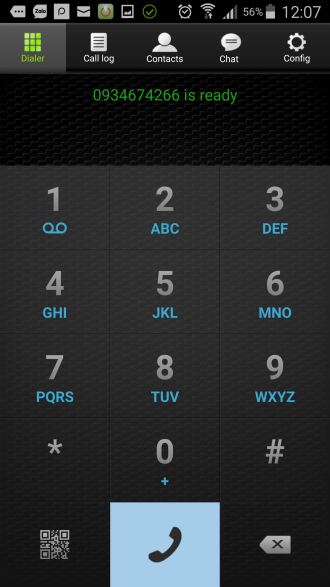 Zalo P 56% 12:07
Dialer Call log Contacts Chat Config
0934674266 is ready
1 2 3
ABC DEF
4 5 6
GHI JKL MNO
7 8 9
PQRS TUV WXYZ
* 0 #
+